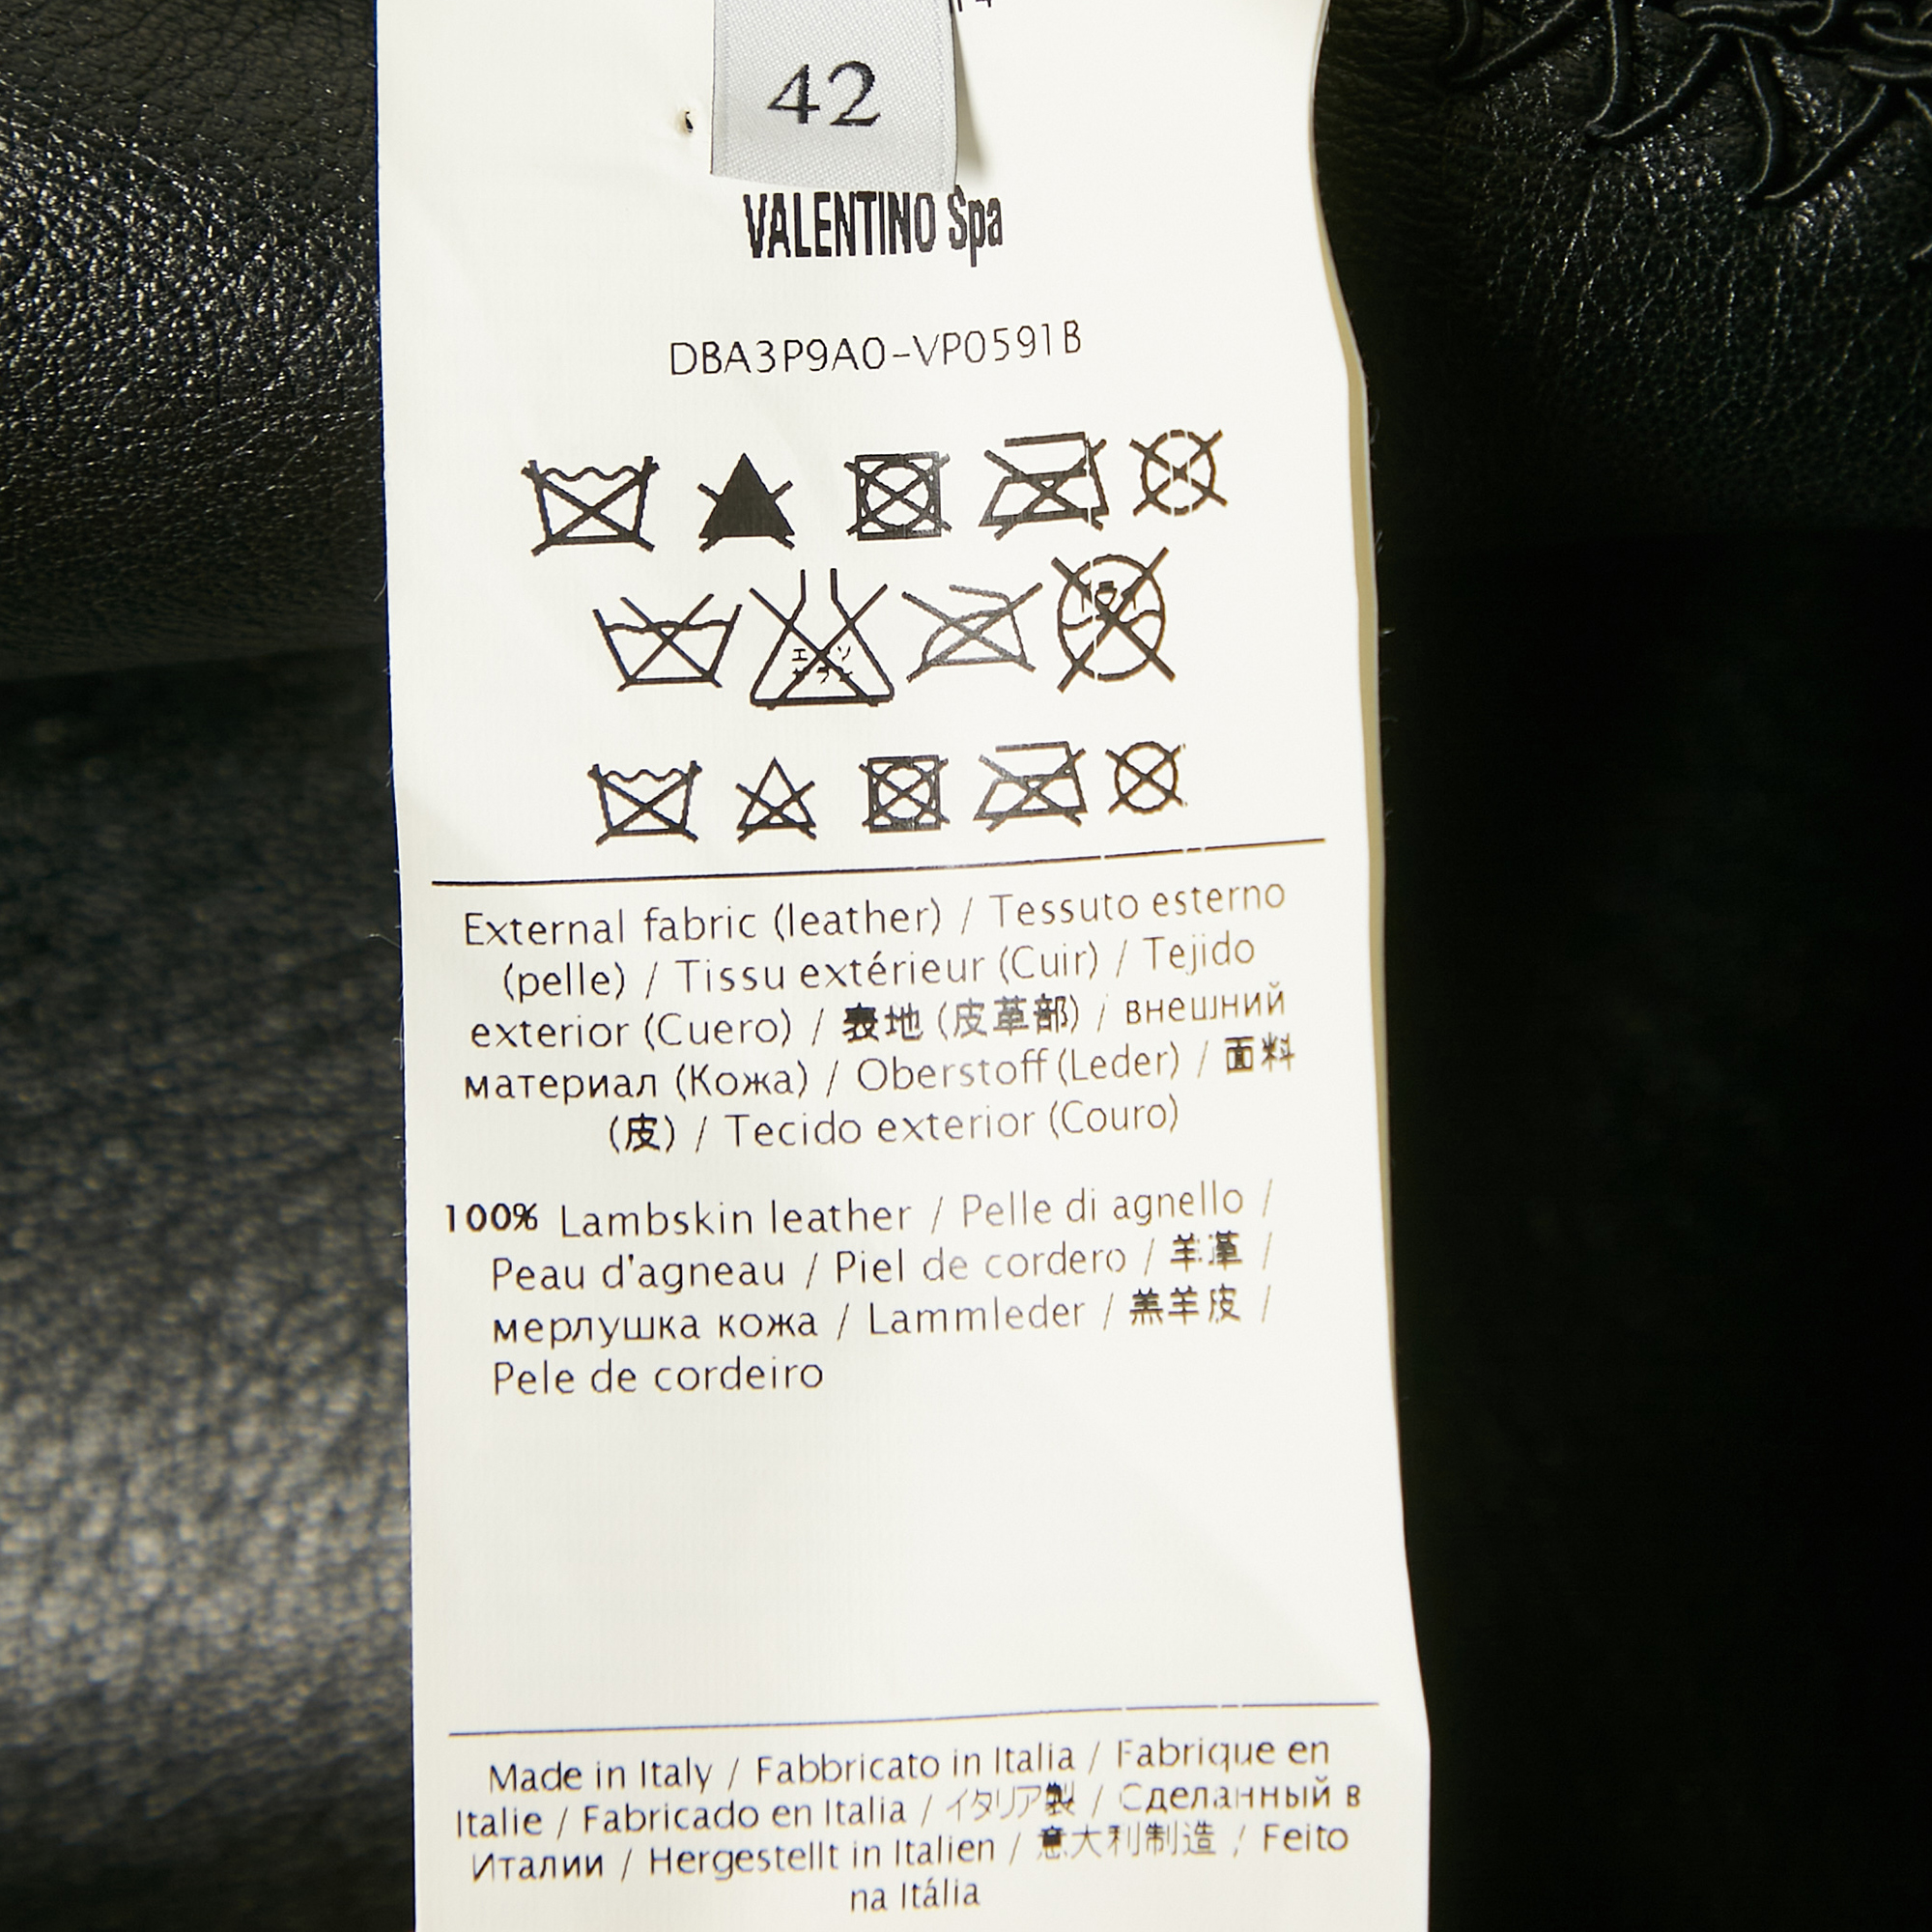 42
VALENTINO Spa
DBA3P9A0-VP0591B
External fabric (leather) / Tessuto esterno
(pelle) / Tissu extérieur (Cuir) / Tejido
exterior (Cuero) / 表地 (皮革部) / внешний
материал (Кожа) / Oberstoff (Leder) / 面料
(皮) / Tecido exterior (Couro)
100% Lambskin leather / Pelle di agnello /
Peau d'agneau / Piel de cordero / 羊革 /
мерлушка кожа / Lammleder / 羔羊皮 /
Pele de cordeiro
Made in Italy / Fabbricato in Italia / Fabrique en
Italie / Fabricado en Italia / イタリア製 / Сделанный в
Италии / Hergestellt in Italien / 意大利制造 / Feito
na Itália